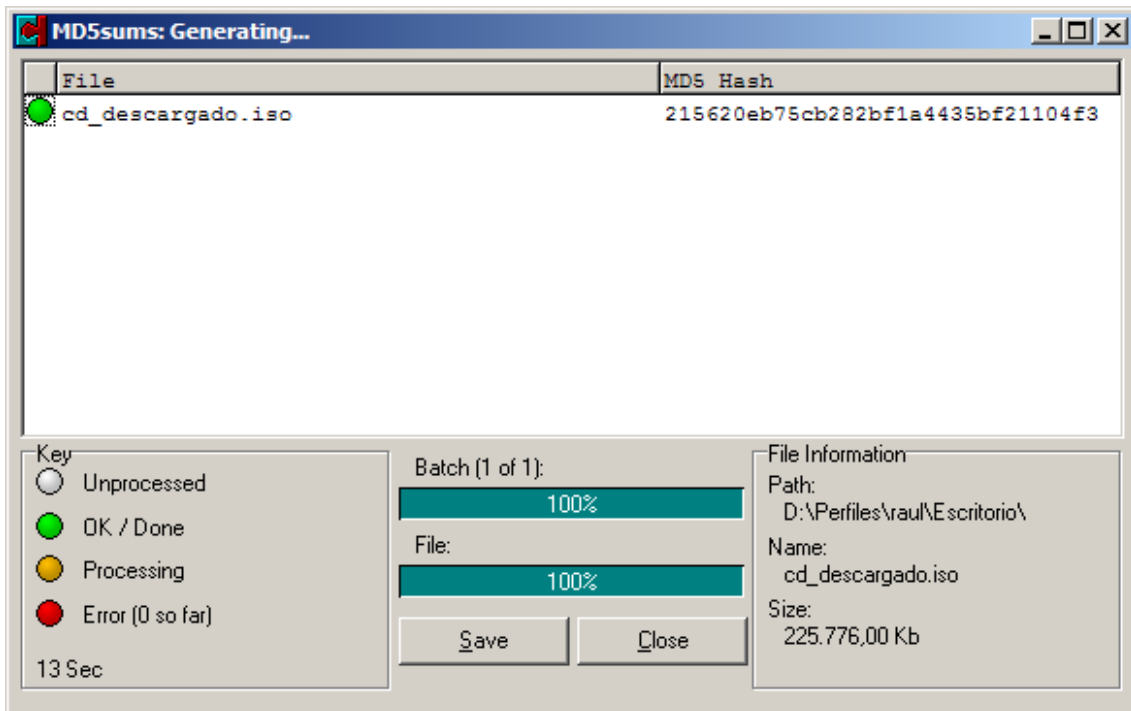 MD5sums: Generating...
File MD5 Hash
cd_descargado.iso 215620eb75cb282bf1a4435bf21104f3
Key
Unprocessed
OK / Done
Processing
Error (0 so far)
13 Sec
Batch (1 of 1):
100%
File:
100%
Save Close
File Information
Path:
D:\Perfiles\raul\Escritorio\
Name:
cd_descargado.iso
Size:
225.776,00 Kb